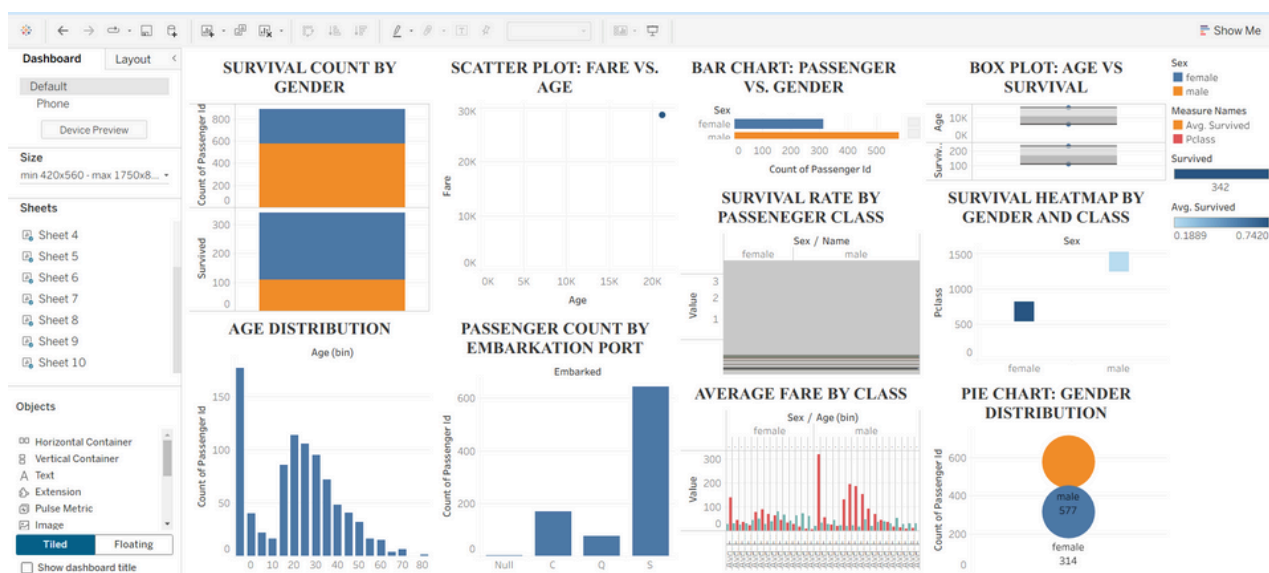 Show Me
Dashboard
Layout
Default
Phone
Device Preview
Size
min 420x560 - max 1750x8...
Sheets
Sheet 4
Sheet 5
Sheet 6
Sheet 7
Sheet 8
Sheet 9
Sheet 10
Objects
Horizontal Container
Vertical Container
Text
Extension
Pulse Metric
Image
Tiled
Floating
Show dashboard title
SURVIVAL COUNT BY
GENDER
Count of Passenger Id
800
600
400
200
0
Survived
300
200
100
0
SCATTER PLOT: FARE VS.
AGE
Fare
30K
20K
10K
0K
0K 5K 10K 15K 20K
Age
BAR CHART: PASSENGER
VS. GENDER
Sex
female
male
0 100 200 300 400 500
Count of Passenger Id
BOX PLOT: AGE VS
SURVIVAL
Age
10K
0K
Surviv..
200
100
Sex
female
male
Measure Names
Avg. Survived
Pclass
Survived
342
Avg. Survived
0.1889 0.7420
SURVIVAL RATE BY
PASSENEGER CLASS
Sex / Name
female male
Value
3
2
1
SURVIVAL HEATMAP BY
GENDER AND CLASS
Sex
Pclass
1500
1000
500
0
female male
AGE DISTRIBUTION
Age (bin)
Count of Passenger Id
150
100
50
0
0 10 20 30 40 50 60 70 80
PASSENGER COUNT BY
EMBARKATION PORT
Embarked
Count of Passenger Id
600
400
200
0
Null C Q S
AVERAGE FARE BY CLASS
Sex / Age (bin)
female male
Value
300
200
100
0
PIE CHART: GENDER
DISTRIBUTION
Count of Passenger Id
600
400
200
0
male
577
female
314